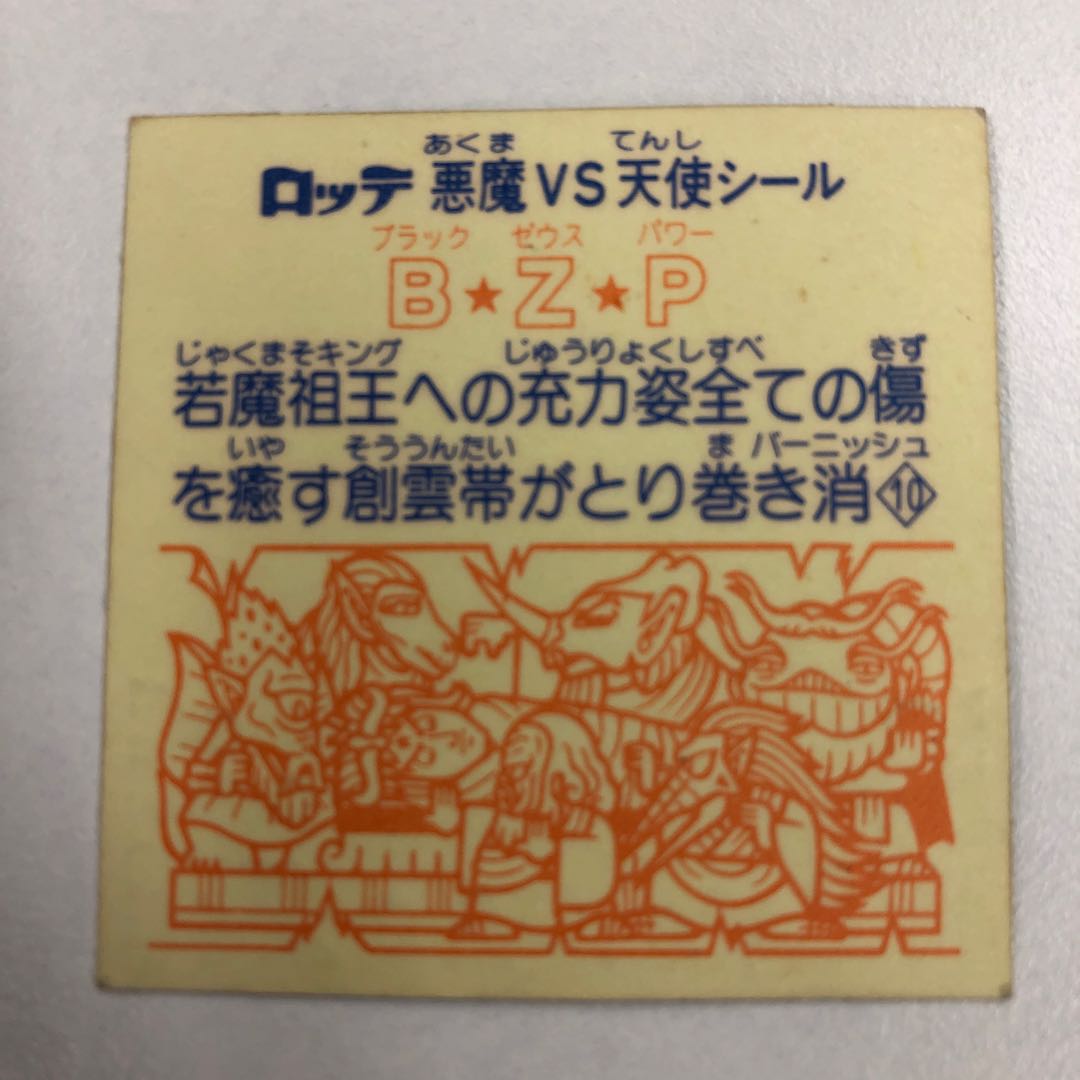 あくま てんし
ロッテ 悪魔VS天使シール
ブラック ゼウス パワー
B★Z★P
じゃくまそキング じゅうりょくしすべ きず
若魔祖王への充力姿全ての傷
いや そううんたい ま バーニッシュ
を癒す創雲帯がとり巻き消10